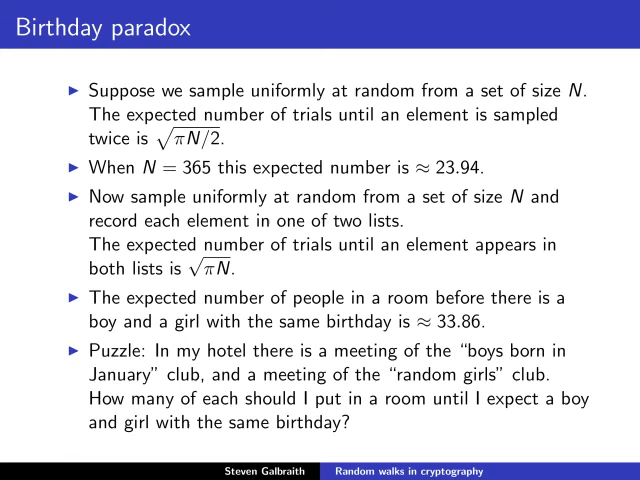 Birthday paradox
▶ Suppose we sample uniformly at random from a set of size N.
The expected number of trials until an element is sampled
twice is √πN/2.
▶ When N = 365 this expected number is ≈ 23.94.
▶ Now sample uniformly at random from a set of size N and
record each element in one of two lists.
The expected number of trials until an element appears in
both lists is √πN.
▶ The expected number of people in a room before there is a
boy and a girl with the same birthday is ≈ 33.86.
▶ Puzzle: In my hotel there is a meeting of the “boys born in
January” club, and a meeting of the “random girls” club.
How many of each should I put in a room until I expect a boy
and girl with the same birthday?
Steven Galbraith Random walks in cryptography